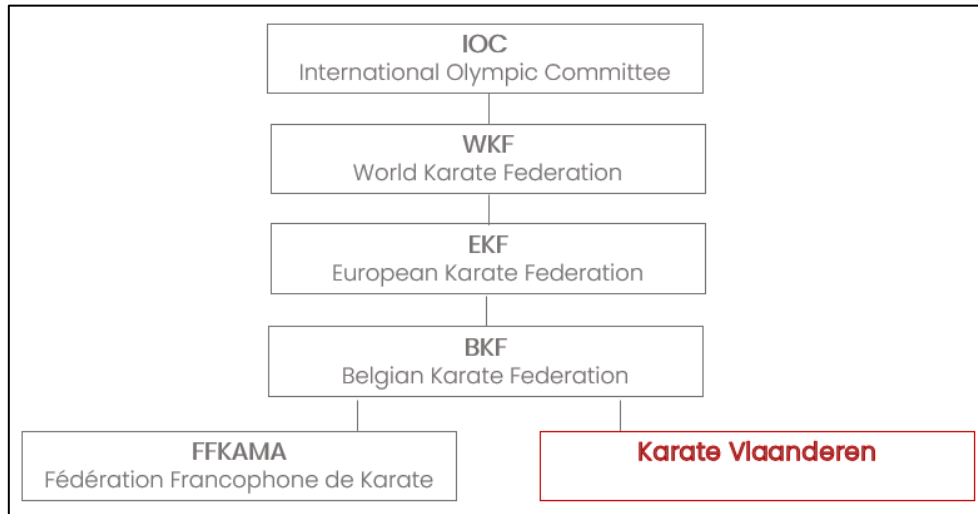 IOC
International Olympic Committee
WKF
World Karate Federation
EKF
European Karate Federation
BKF
Belgian Karate Federation
FFKAMA
Fédération Francophone de Karate
Karate Vlaanderen